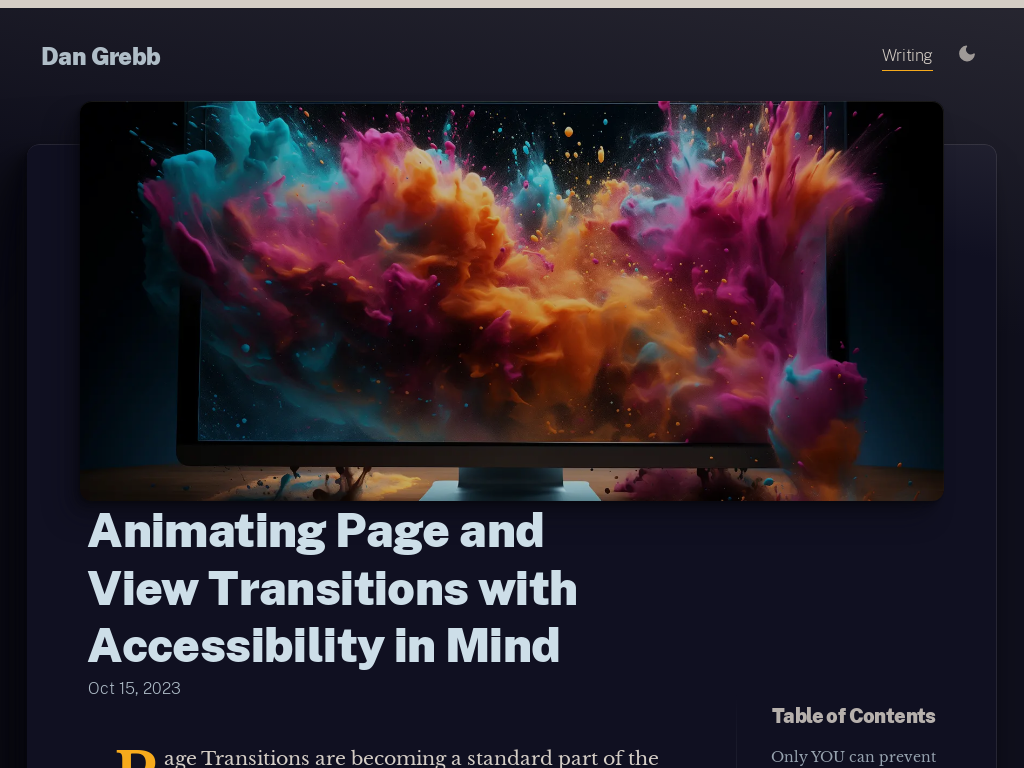 Dan Grebb
Writing
Animating Page and
View Transitions with
Accessibility in Mind
Oct 15, 2023
Table of Contents
Page Transitions are becoming a standard part of the
Only YOU can prevent